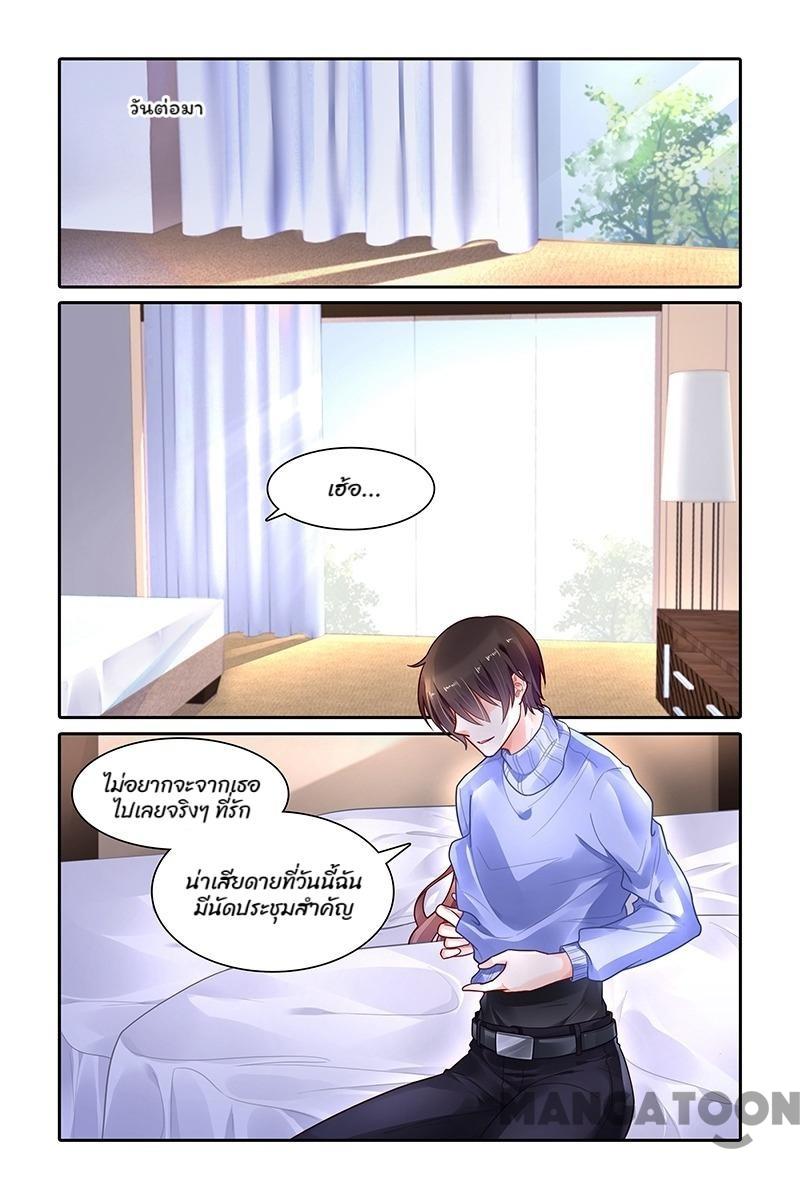 วันต่อมา
เฮ้อ...
ไม่อยากจะจากเธอ
ไปเลยจริงๆ ที่รัก
น่าเสียดายที่วันนี้ฉัน
มีนัดประชุมสำคัญ
MANGATOON